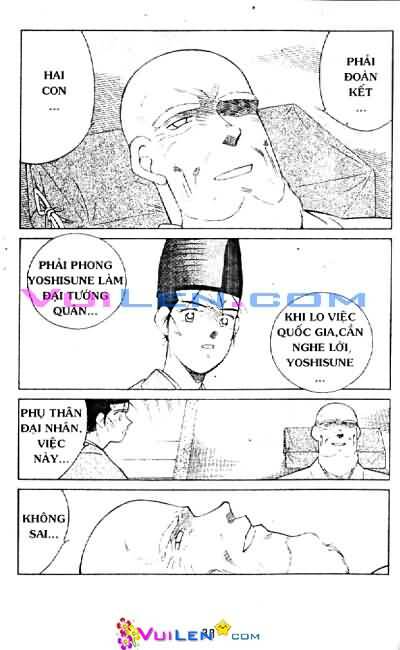 HAI
CON
...
PHẢI
ĐOÀN
KẾT
...
PHẢI PHONG
YOSHISUNE LÀM
ĐẠI TƯỚNG
QUÂN...
VUILEN.COM
KHI LO VIỆC
QUỐC GIA,CẦN
NGHE LỜI,
YOSHISUNE
...
PHỤ THÂN
ĐẠI NHÂN,
VIỆC
NÀY...
KHÔNG
SAI...
VUILEN.COM